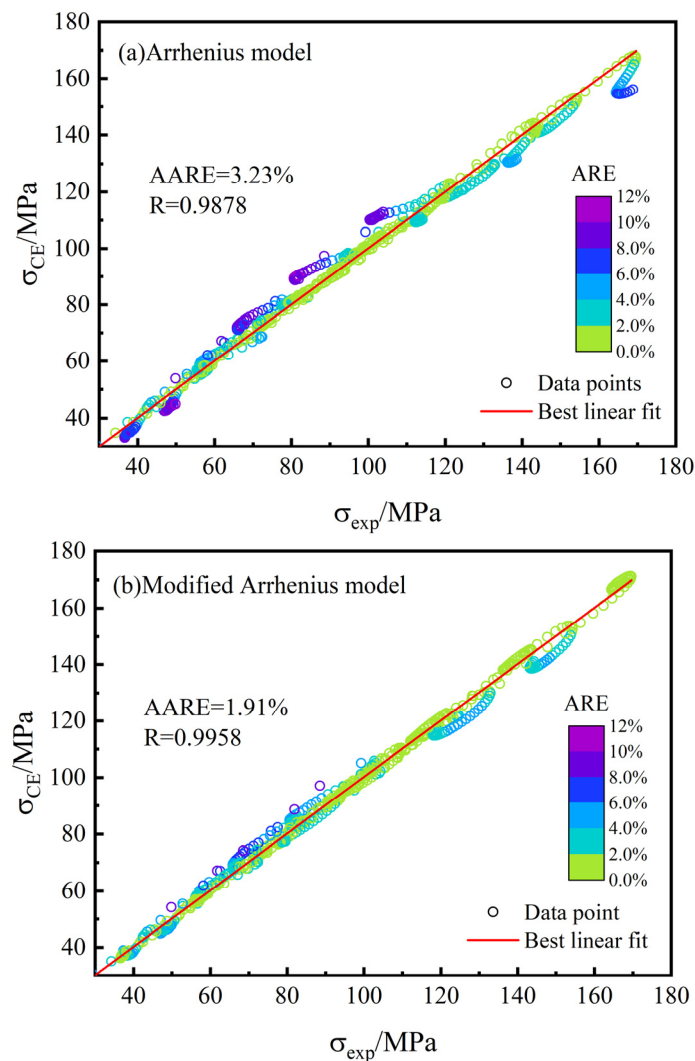 180
(a)Arrhenius model
160
140
AARE=3.23%
R=0.9878
120
100
80
60
40
σCE/MPa
ARE
12%
10%
8.0%
6.0%
4.0%
2.0%
0.0%
Data points
Best linear fit
40 60 80 100 120 140 160 180
σexp/MPa
180
(b)Modified Arrhenius model
160
140
AARE=1.91%
R=0.9958
120
100
80
60
40
σCE/MPa
ARE
12%
10%
8.0%
6.0%
4.0%
2.0%
0.0%
Data point
Best linear fit
40 60 80 100 120 140 160 180
σexp/MPa